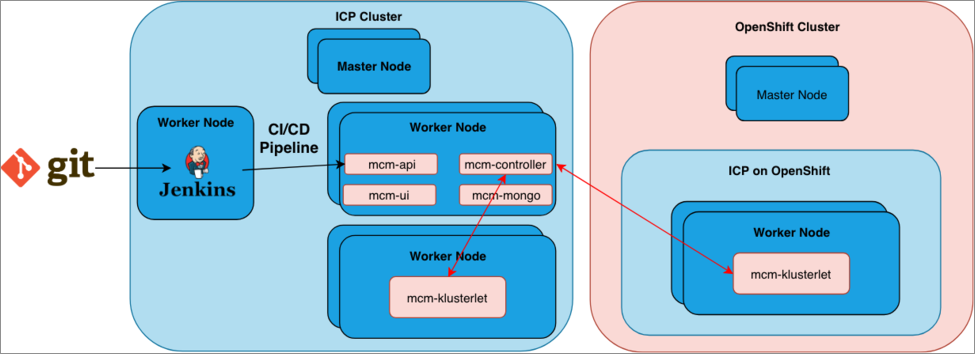 ICP Cluster
Master Node
git
Worker Node
Jenkins
CI/CD
Pipeline
Worker Node
mcm-api
mcm-controller
mcm-ui
mcm-mongo
Worker Node
mcm-klusterlet
OpenShift Cluster
Master Node
ICP on OpenShift
Worker Node
mcm-klusterlet